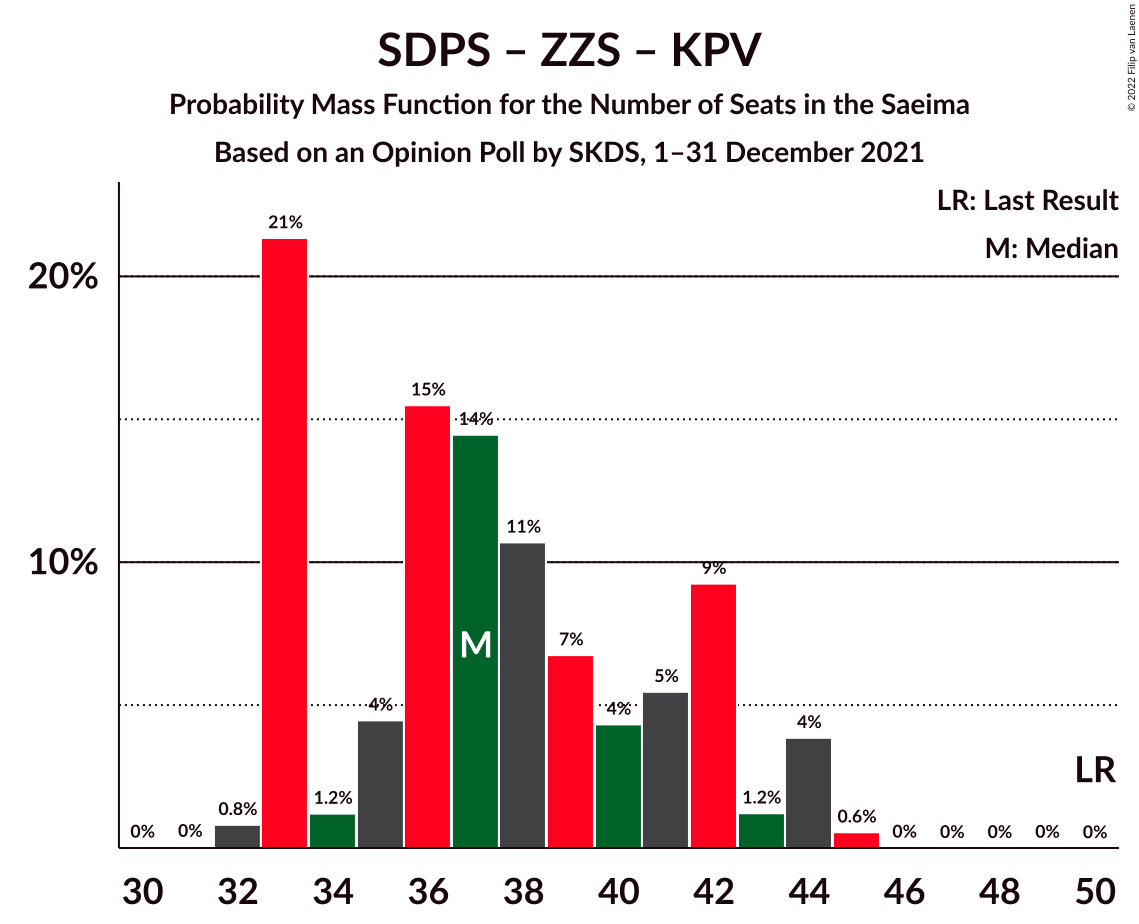 SDPS – ZZS – KPV
Probability Mass Function for the Number of Seats in the Saeima
Based on an Opinion Poll by SKDS, 1–31 December 2021
© 2022 Filip van Laenen
LR: Last Result
M: Median
20%
10%
0% 0% 0.8% 21% 1.2% 4% 15% 14% 11% 7% 4% 5% 9% 1.2% 4% 0.6% 0% 0% 0% 0% 0%
M
LR
30 32 34 36 38 40 42 44 46 48 50